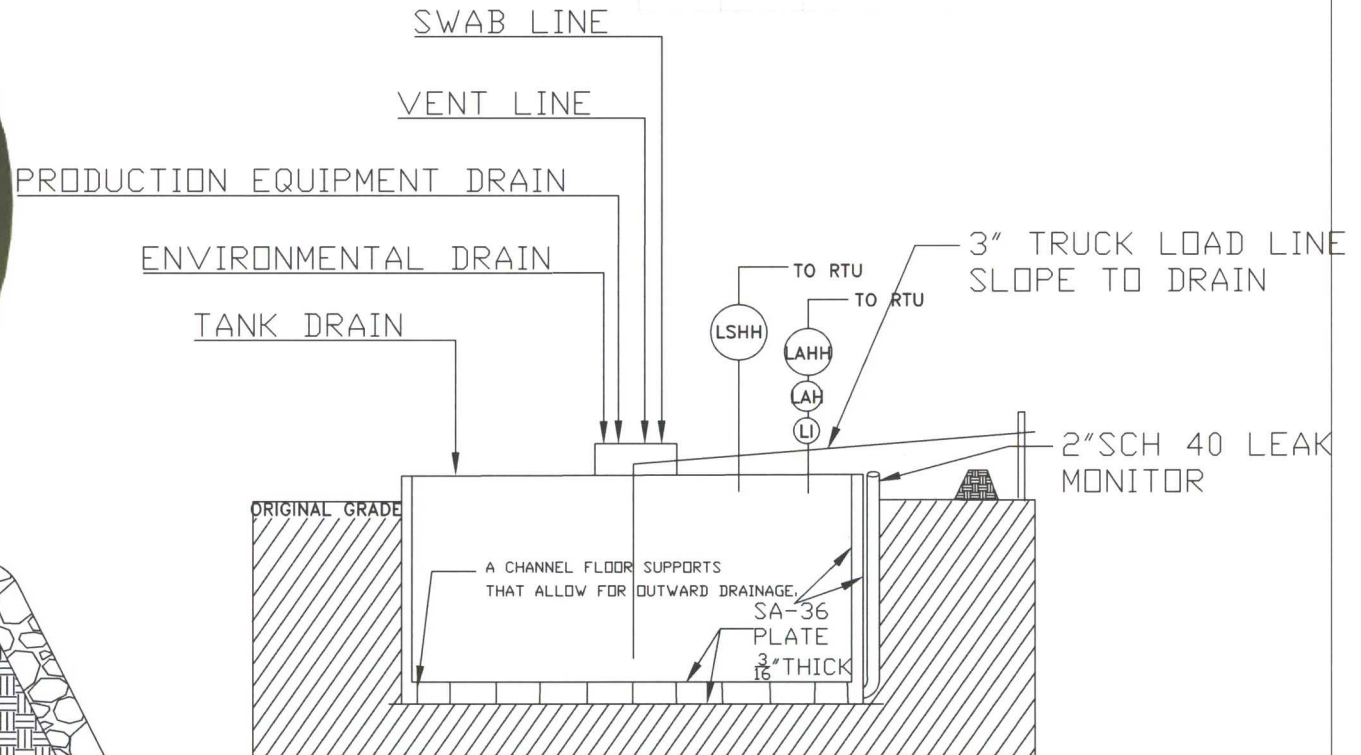 SWAB LINE
VENT LINE
PRODUCTION EQUIPMENT DRAIN
ENVIRONMENTAL DRAIN
TANK DRAIN
TO RTU
TO RTU
3" TRUCK LOAD LINE
SLOPE TO DRAIN
LSHH
LAHH
LAH
LI
2"SCH 40 LEAK
MONITOR
ORIGINAL GRADE
A CHANNEL FLOOR SUPPORTS
THAT ALLOW FOR OUTWARD DRAINAGE.
SA-36
PLATE
3/16"THICK